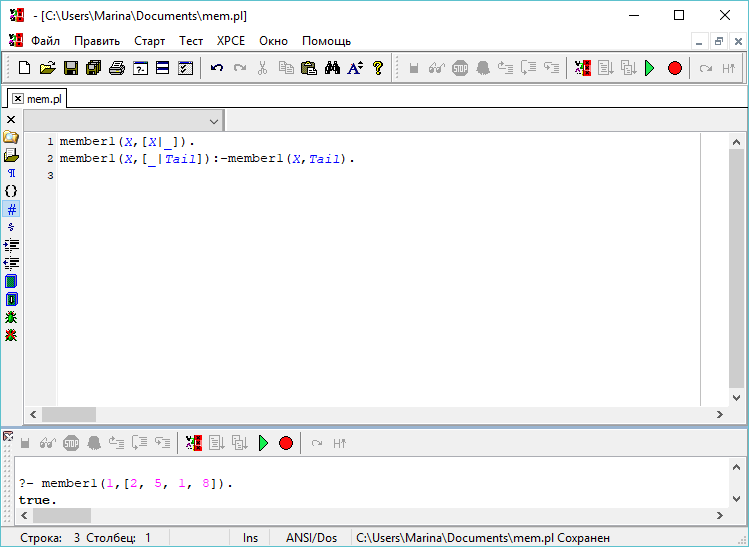 - [C:\Users\Marina\Documents\mem.pl]
Файл Править Старт Тест XPCE Окно Помощь
mem.pl
1 member1(X,[X|_]).
2 member1(X,[_|Tail]):-member1(X,Tail).
3
?- member1(1,[2, 5, 1, 8]).
true.
Строка: 3 Столбец: 1 Ins ANSI/Dos C:\Users\Marina\Documents\mem.pl Сохранен